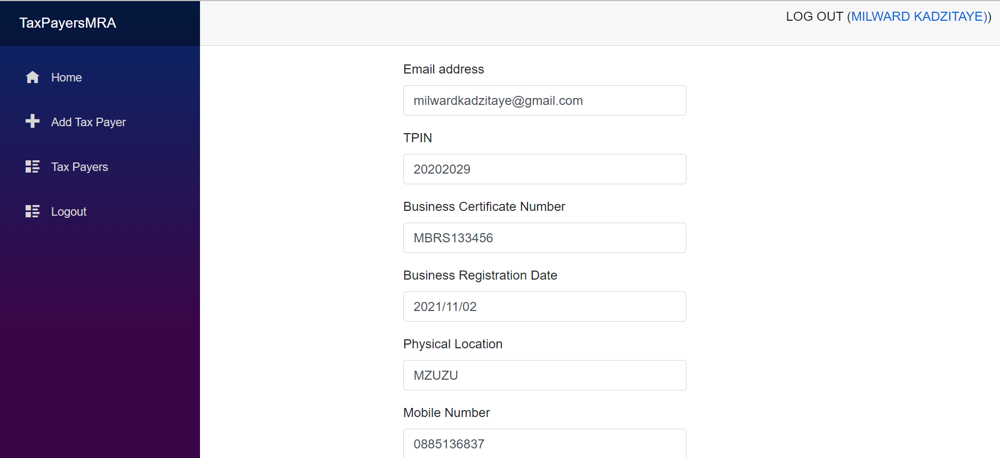 TaxPayersMRA
LOG OUT (MILWARD KADZITAYE))
Home
Add Tax Payer
Tax Payers
Logout
Email address
milwardkadzitaye@gmail.com
TPIN
20202029
Business Certificate Number
MBRS133456
Business Registration Date
2021/11/02
Physical Location
MZUZU
Mobile Number
0885136837